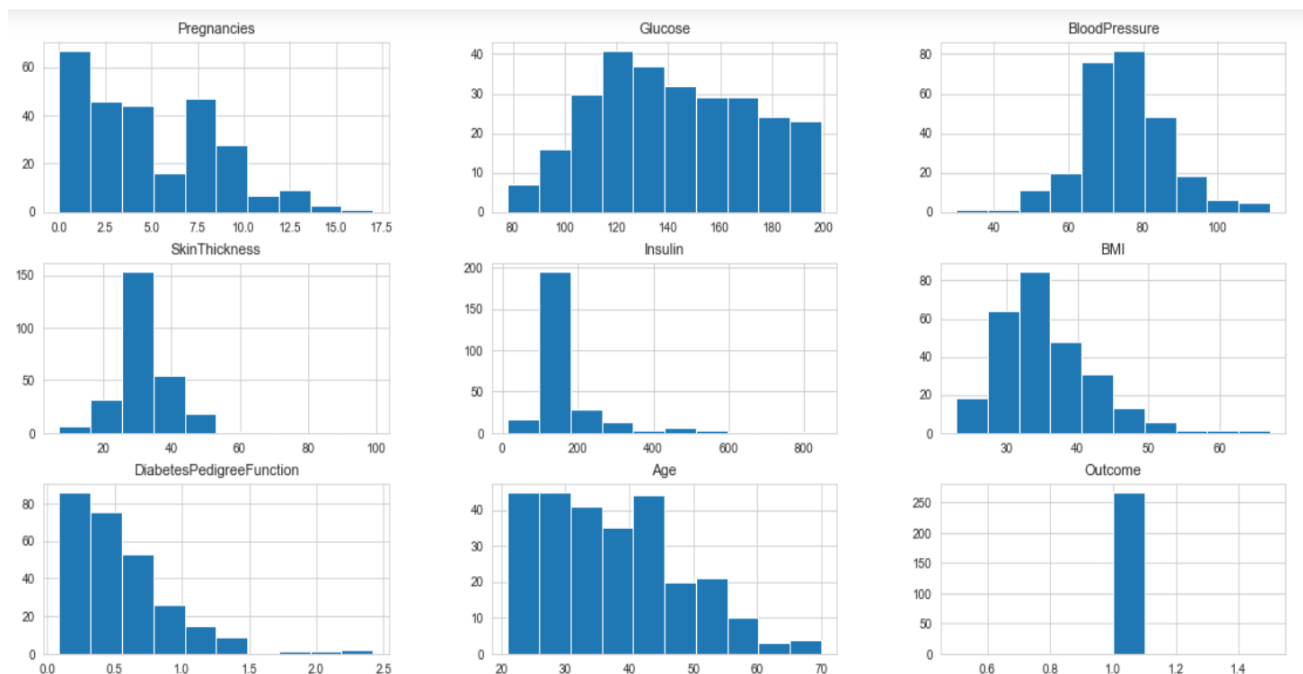 Pregnancies
60
40
20
0
0.0 2.5 5.0 7.5 10.0 12.5 15.0 17.5
Glucose
40
30
20
10
0
80 100 120 140 160 180 200
BloodPressure
80
60
40
20
0
40 60 80 100
SkinThickness
150
100
50
0
20 40 60 80 100
Insulin
200
150
100
50
0
0 200 400 600 800
BMI
80
60
40
20
0
30 40 50 60
DiabetesPedigreeFunction
80
60
40
20
0
0.0 0.5 1.0 1.5 2.0 2.5
Age
40
30
20
10
0
20 30 40 50 60 70
Outcome
250
200
150
100
50
0
0.6 0.8 1.0 1.2 1.4